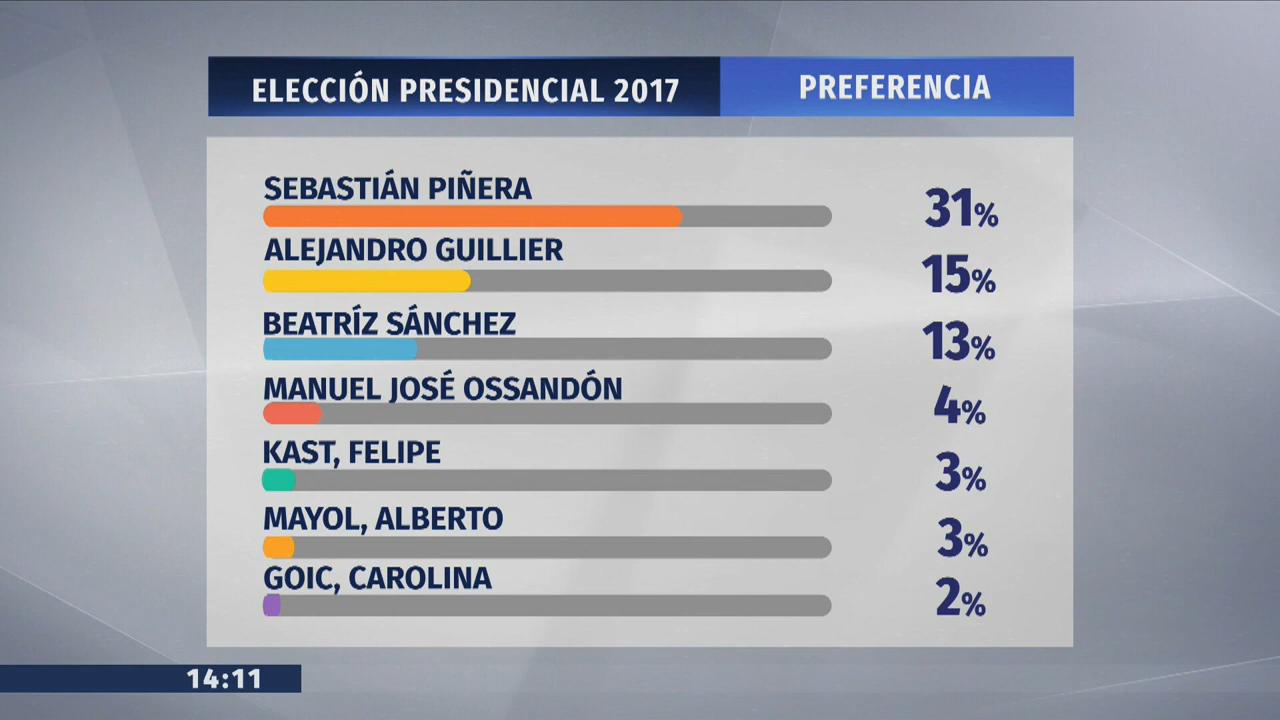 ELECCIÓN PRESIDENCIAL 2017 PREFERENCIA
SEBASTIÁN PIÑERA 31%
ALEJANDRO GUILLIER 15%
BEATRÍZ SÁNCHEZ 13%
MANUEL JOSÉ OSSANDÓN 4%
KAST, FELIPE 3%
MAYOL, ALBERTO 3%
GOIC, CAROLINA 2%
14:11